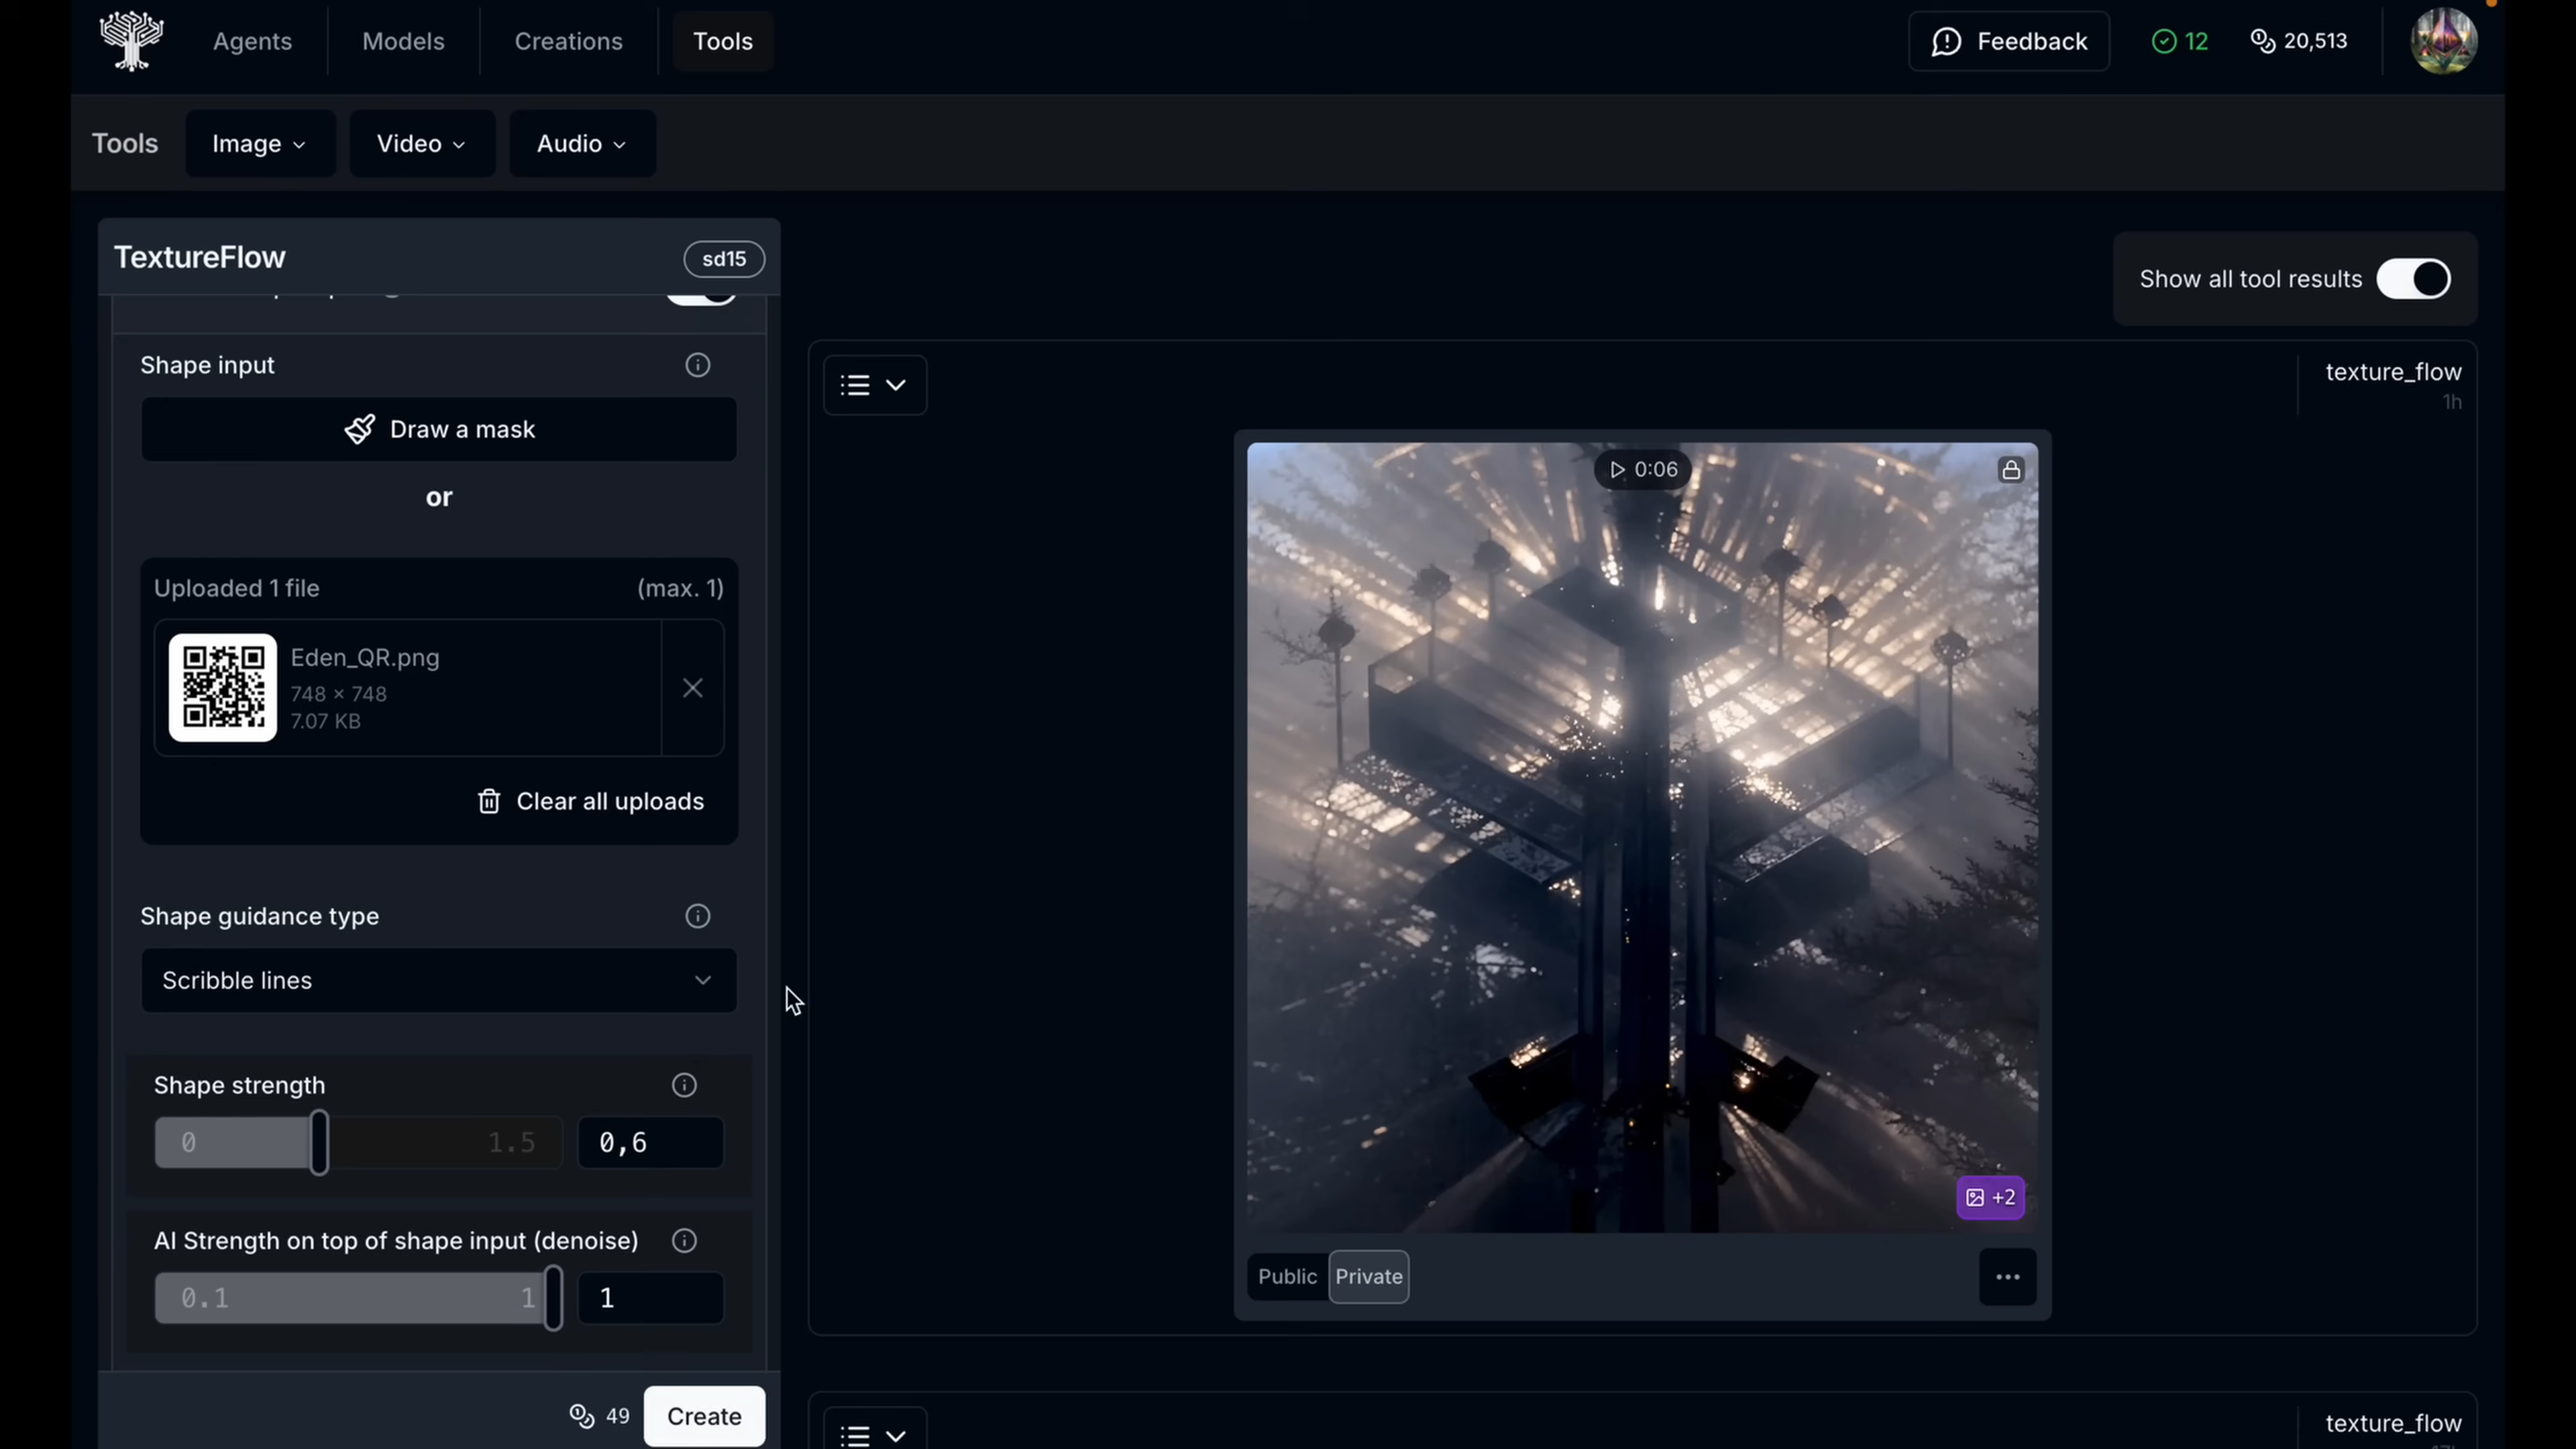 Agents
Models
Creations
Tools
Feedback
12
20,513
Tools
Image
Video
Audio
TextureFlow
sd15
Show all tool results
Shape input
Draw a mask
or
Uploaded 1 file
(max. 1)
Eden_QR.png
748 × 748
7.07 KB
Clear all uploads
Shape guidance type
Scribble lines
Shape strength
0
1.5
0,6
AI Strength on top of shape input (denoise)
0.1
1
1
49
Create
texture_flow
1h
0:06
+2
Public
Private
texture_flow